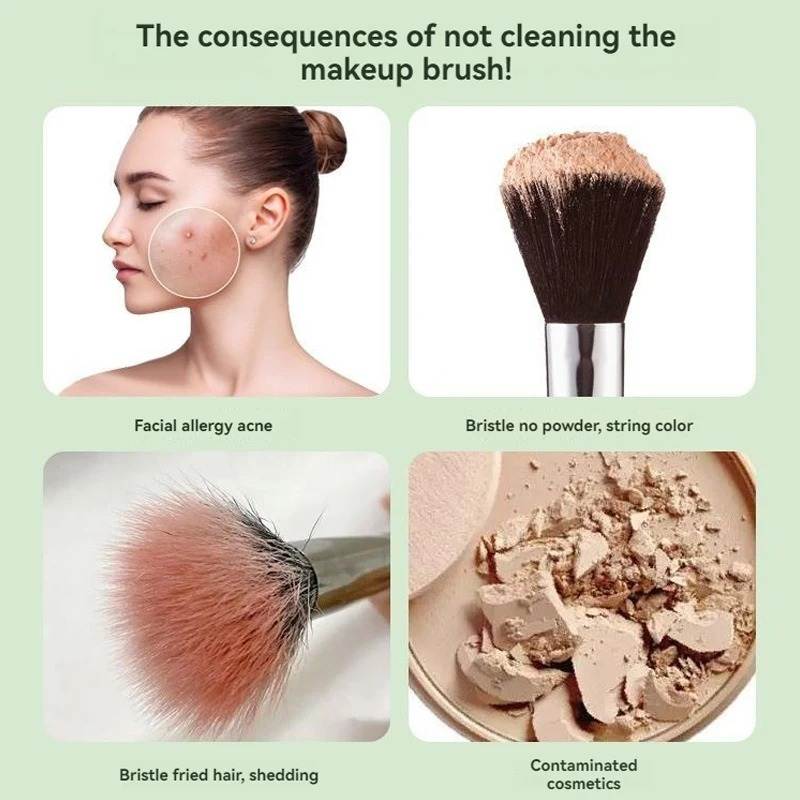 The consequences of not cleaning the
makeup brush!
Facial allergy acne
Bristle no powder, string color
Bristle fried hair, shedding
Contaminated
cosmetics